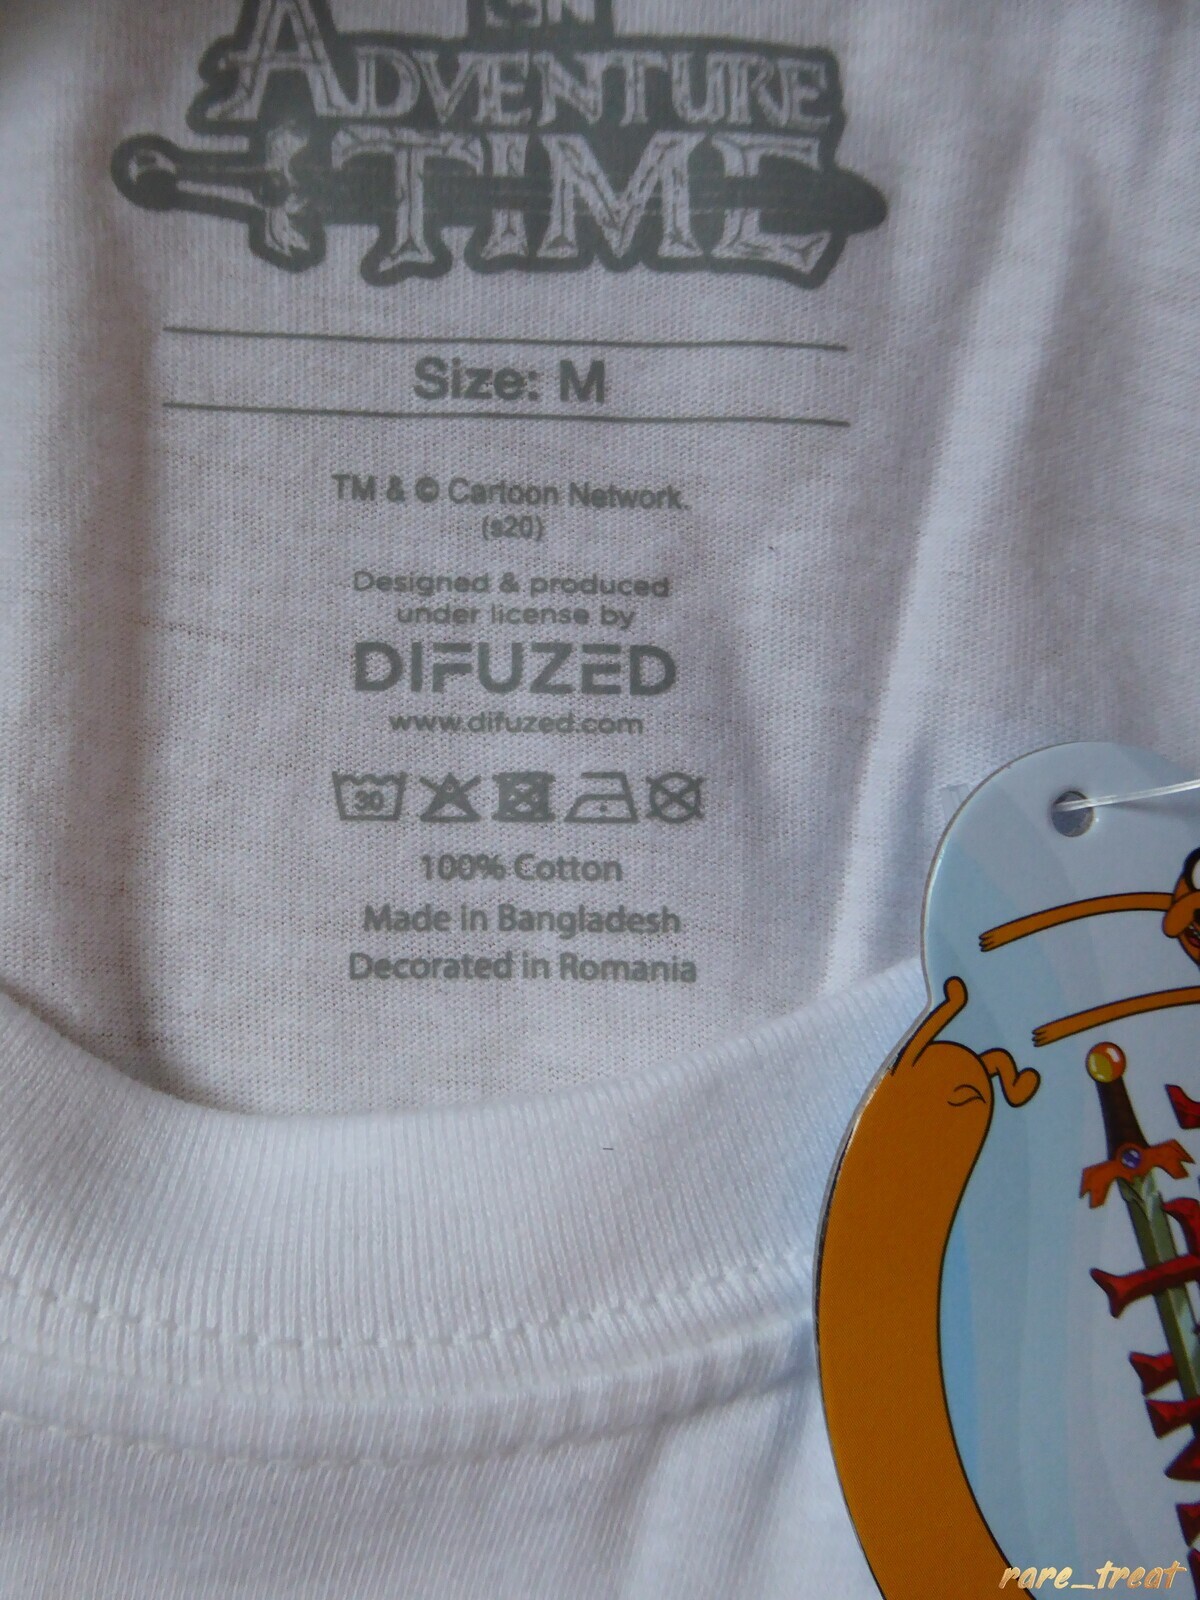 CN
ADVENTURE
TIME
Size: M
TM & © Cartoon Network.
(s20)
Designed & produced
under license by
DIFUZED
www.difuzed.com
30
100% Cotton
Made in Bangladesh
Decorated in Romania
rare_treat